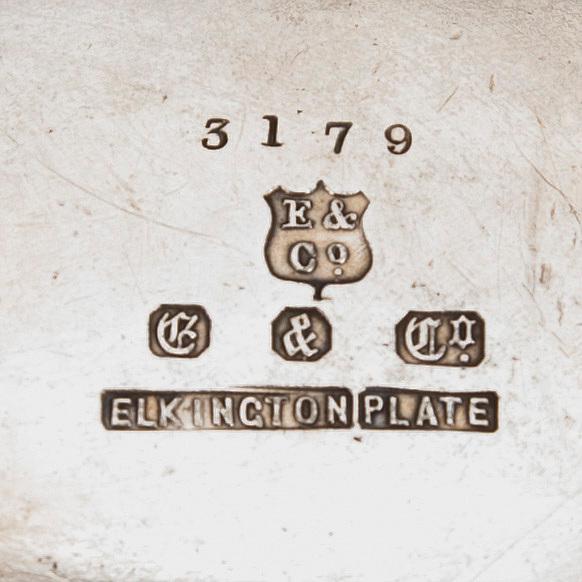 3179
E &
Cº
E & Cº
ELKINGTON PLATE